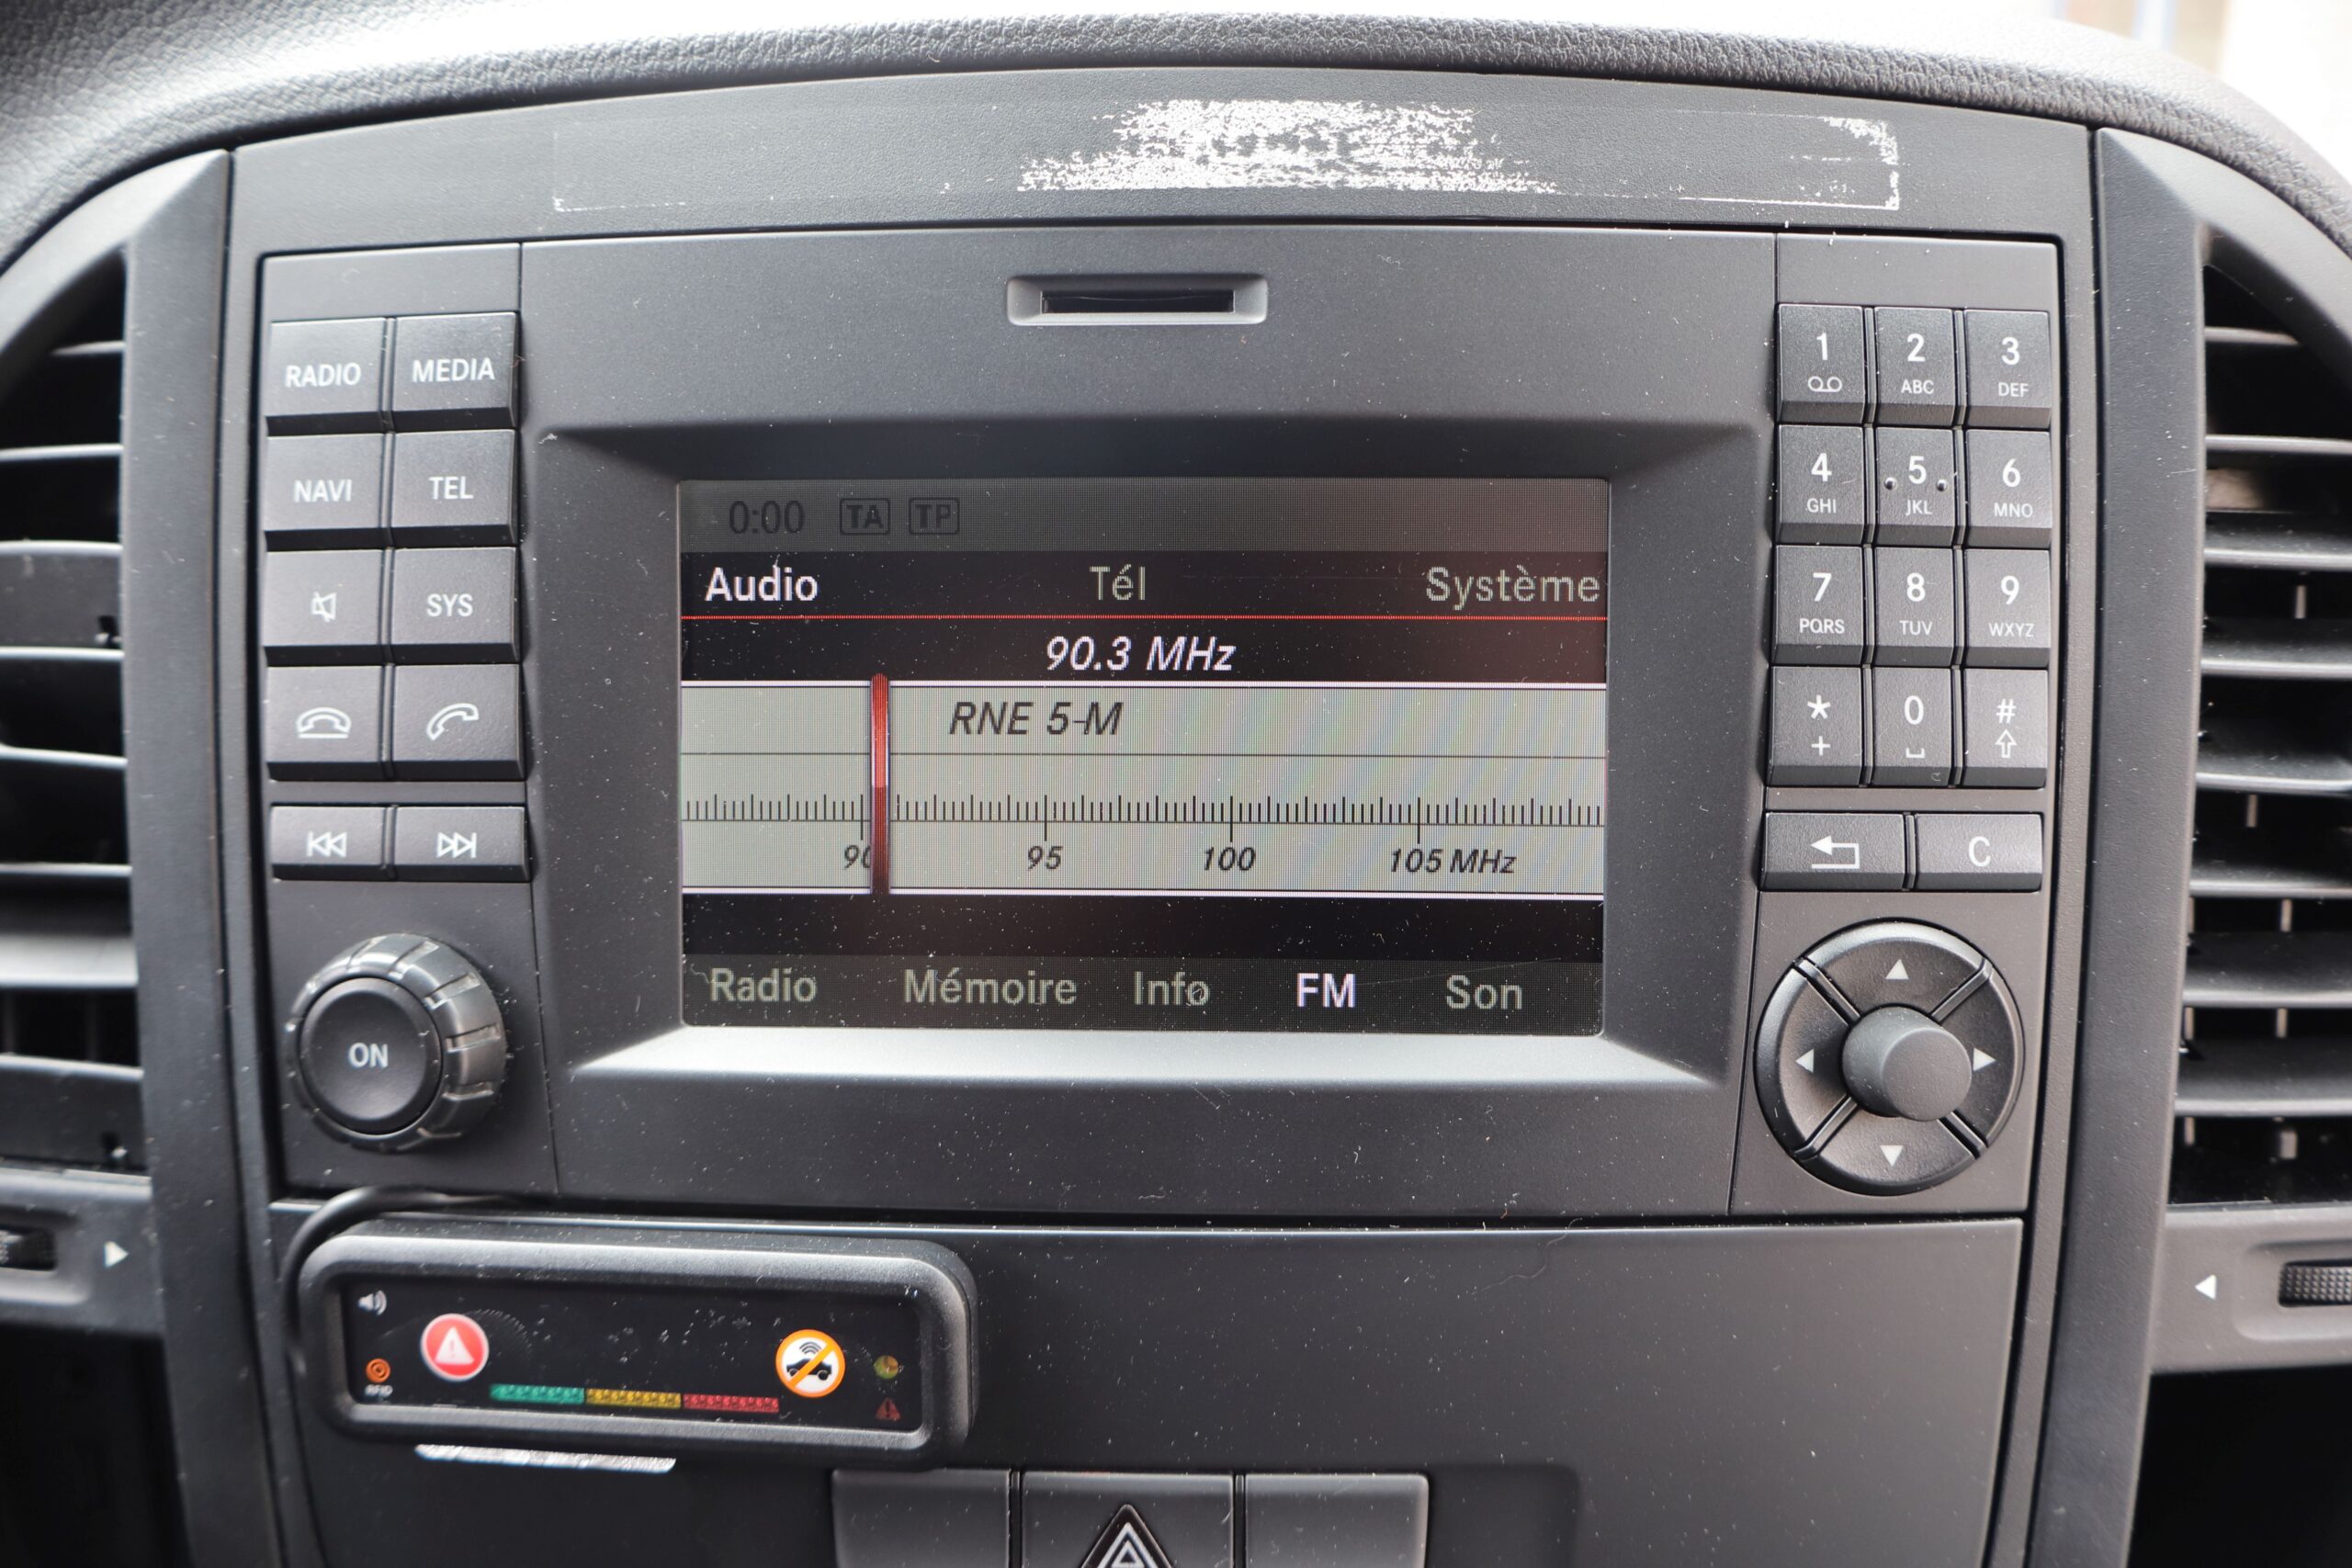 RADIO MEDIA
NAVI TEL
SYS
ON
0:00 TA TP
Audio Tél Système
90.3 MHz
RNE 5-M
90 95 100 105 MHz
Radio Mémoire Info FM Son
1 2 3
ABC DEF
4 5 6
GHI JKL MNO
7 8 9
PQRS TUV WXYZ
* 0 #
+
C
RFID